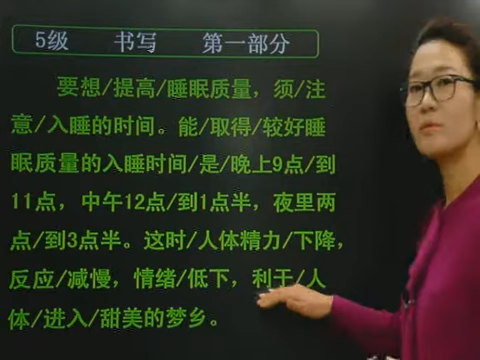 5级 书写 第一部分
要想/提高/睡眠质量，须/注
意/入睡的时间。能/取得/较好睡
眠质量的入睡时间/是/晚上9点/到
11点，中午12点/到1点半，夜里两
点/到3点半。这时/人体精力/下降，
反应/减慢，情绪/低下，利于/人
体/进入/甜美的梦乡。